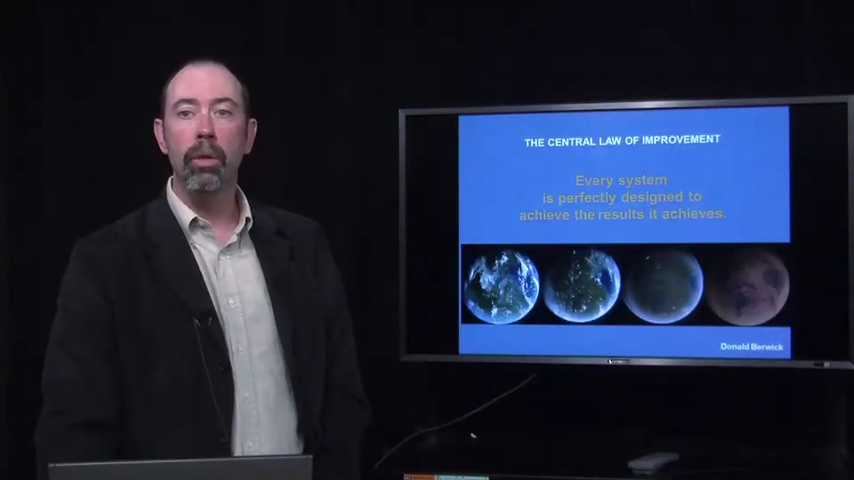 THE CENTRAL LAW OF IMPROVEMENT
Every system
is perfectly designed to
achieve the results it achieves.
Donald Berwick